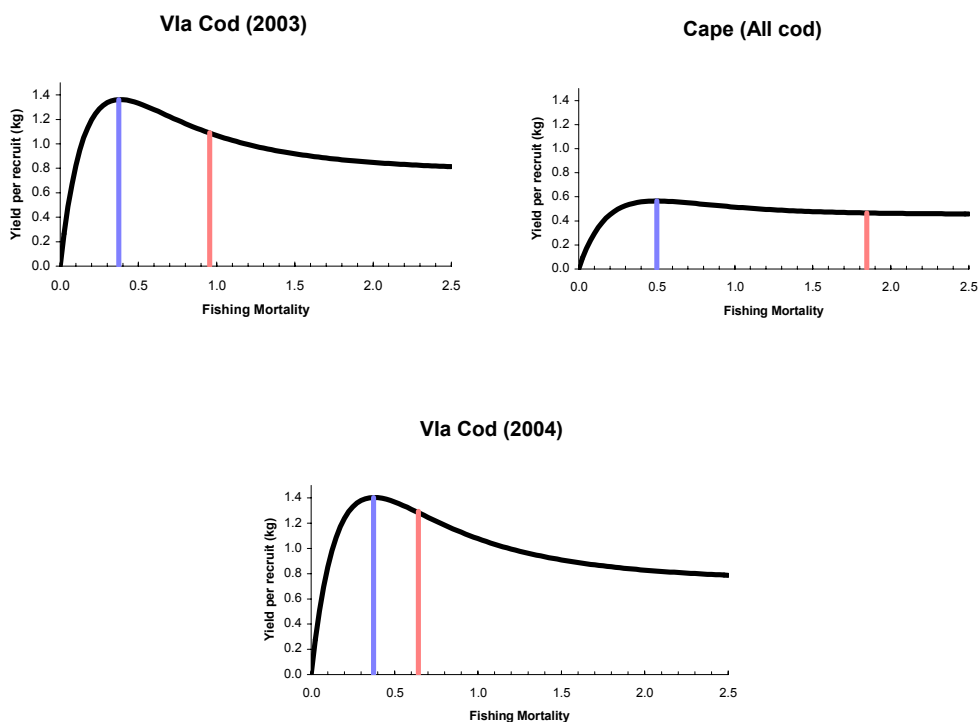 VIa Cod (2003)
Yield per recruit (kg)
1.4
1.2
1.0
0.8
0.6
0.4
0.2
0.0
0.0 0.5 1.0 1.5 2.0 2.5
Fishing Mortality
Cape (All cod)
Yield per recruit (kg)
1.4
1.2
1.0
0.8
0.6
0.4
0.2
0.0
0.0 0.5 1.0 1.5 2.0 2.5
Fishing Mortality
VIa Cod (2004)
Yield per recruit (kg)
1.4
1.2
1.0
0.8
0.6
0.4
0.2
0.0
0.0 0.5 1.0 1.5 2.0 2.5
Fishing Mortality